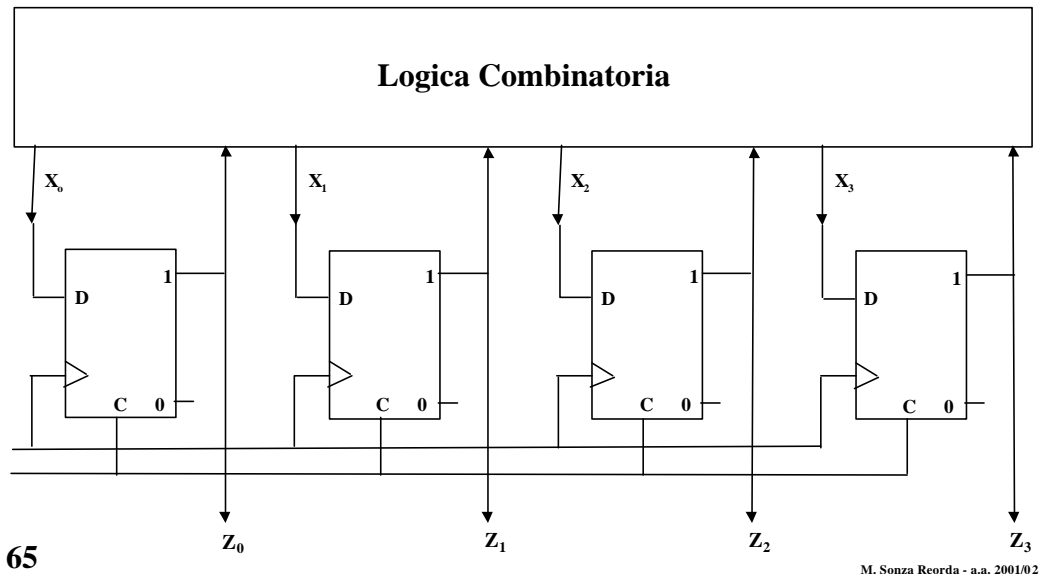 Logica Combinatoria
X₀ X₁ X₂ X₃
1 1 1 1
D D D D
C 0 C 0 C 0 C 0
Z₀ Z₁ Z₂ Z₃
65
M. Sonza Reorda - a.a. 2001/02